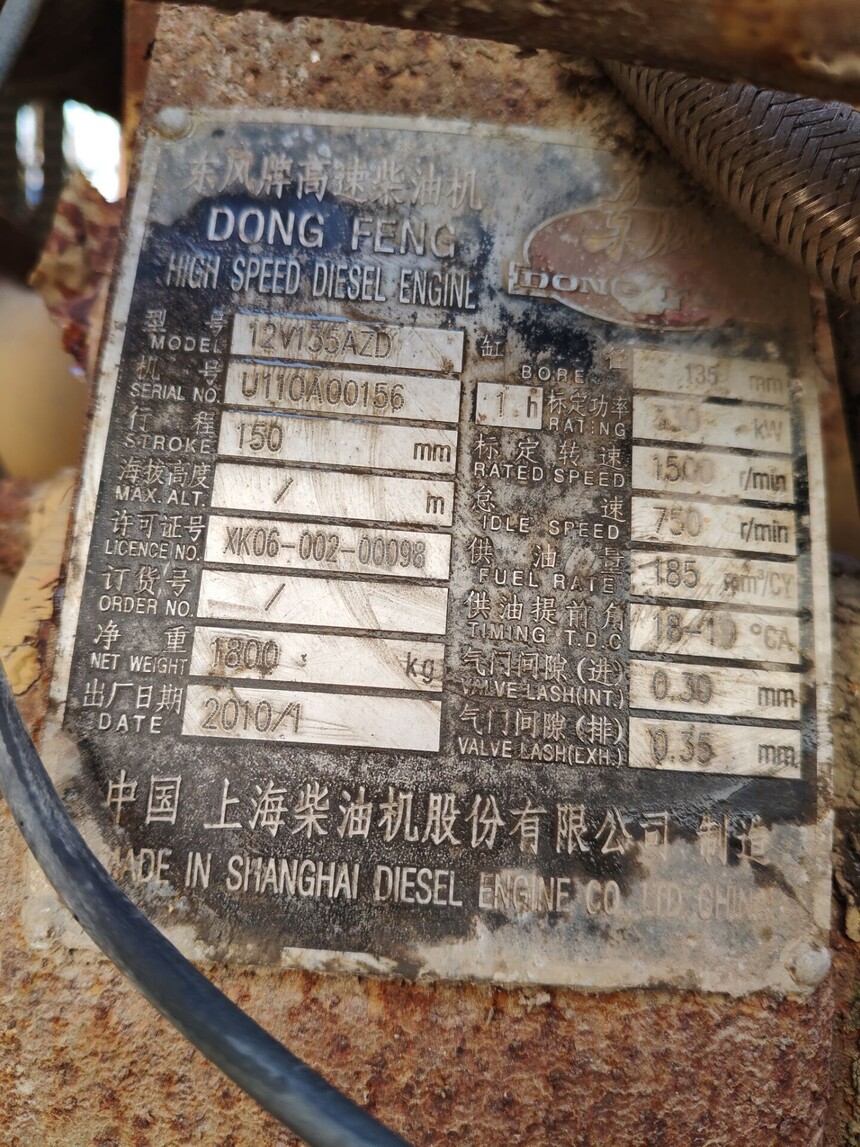 东风牌高速柴油机
DONG FENG
HIGH SPEED DIESEL ENGINE
DONG
型号 MODEL 12V135AZD
机号 SERIAL NO. U110A00156
行程 STROKE 150 mm
海拔高度 MAX. ALT. / m
许可证号 LICENCE NO. XK06-002-00098
订货号 ORDER NO. /
净重 NET WEIGHT 1800 kg
出厂日期 DATE 2010/1
缸径 BORE 135 mm
1 h 标定功率 RATING kW
标定转速 RATED SPEED 1500 r/min
怠速 IDLE SPEED 750 r/min
供油量 FUEL RATE 185 mm³/CY
供油提前角 TIMING T.D.C 18-19 °CA
气门间隙(进) VALVE LASH(INT.) 0.30 mm
气门间隙(排) VALVE LASH(EXH.) 0.35 mm
中国 上海柴油机股份有限公司 制造
MADE IN SHANGHAI DIESEL ENGINE CO.,LTD.CHINA